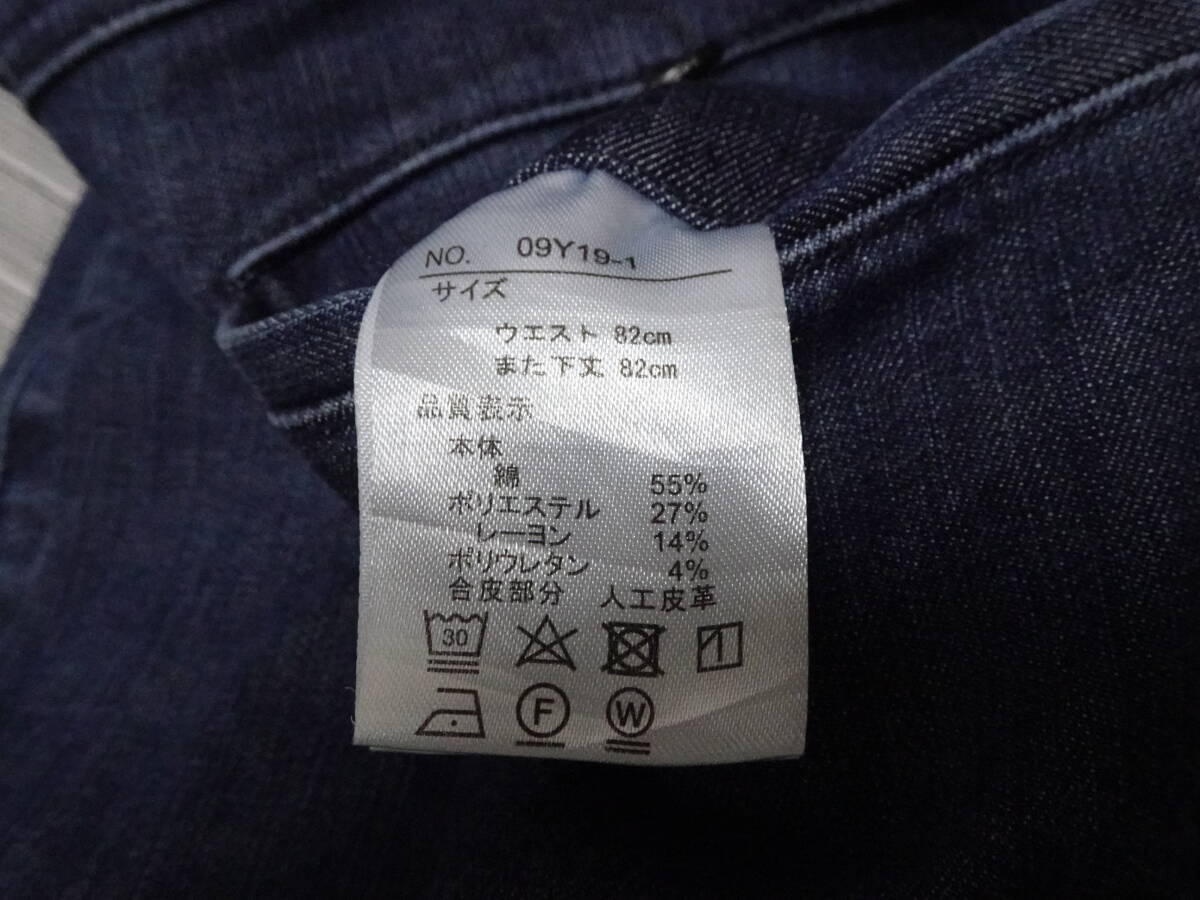 NO. 09Y19-1
サイズ
ウエスト 82cm
また下丈 82cm
品質表示
本体
綿 55%
ポリエステル 27%
レーヨン 14%
ポリウレタン 4%
合皮部分 人工皮革
30
F W